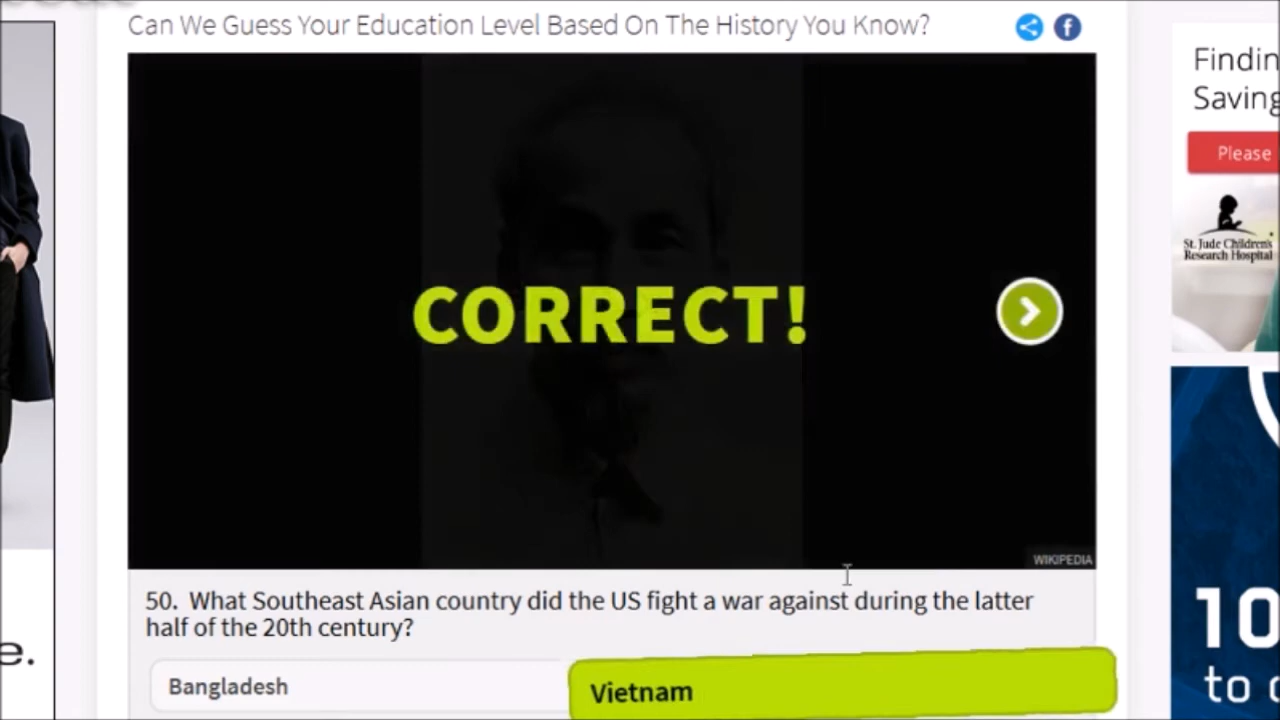 Can We Guess Your Education Level Based On The History You Know?
f
CORRECT!
WIKIPEDIA
50. What Southeast Asian country did the US fight a war against during the latter
half of the 20th century?
Bangladesh
Vietnam
e.
Findin
Saving
Please
St. Jude Children's
Research Hospital
10
to